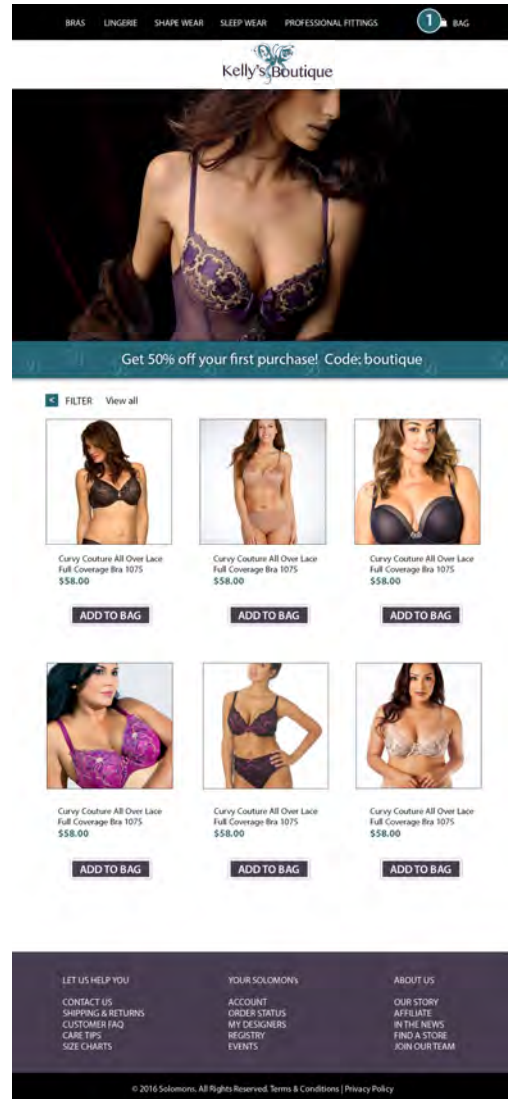 BRAS LINGERIE SHAPE WEAR SLEEP WEAR PROFESSIONAL FITTINGS 1 BAG
Kelly's Boutique
Get 50% off your first purchase! Code: boutique
< FILTER View all
Curvy Couture All Over Lace
Full Coverage Bra 1075
$58.00
ADD TO BAG
Curvy Couture All Over Lace
Full Coverage Bra 1075
$58.00
ADD TO BAG
Curvy Couture All Over Lace
Full Coverage Bra 1075
$58.00
ADD TO BAG
Curvy Couture All Over Lace
Full Coverage Bra 1075
$58.00
ADD TO BAG
Curvy Couture All Over Lace
Full Coverage Bra 1075
$58.00
ADD TO BAG
Curvy Couture All Over Lace
Full Coverage Bra 1075
$58.00
ADD TO BAG
LET US HELP YOU
CONTACT US
SHIPPING & RETURNS
CUSTOMER FAQ
CARE TIPS
SIZE CHARTS
YOUR SOLOMON's
ACCOUNT
ORDER STATUS
MY DESIGNERS
REGISTRY
EVENTS
ABOUT US
OUR STORY
AFFILIATE
IN THE NEWS
FIND A STORE
JOIN OUR TEAM
© 2016 Solomons. All Rights Reserved. Terms & Conditions | Privacy Policy